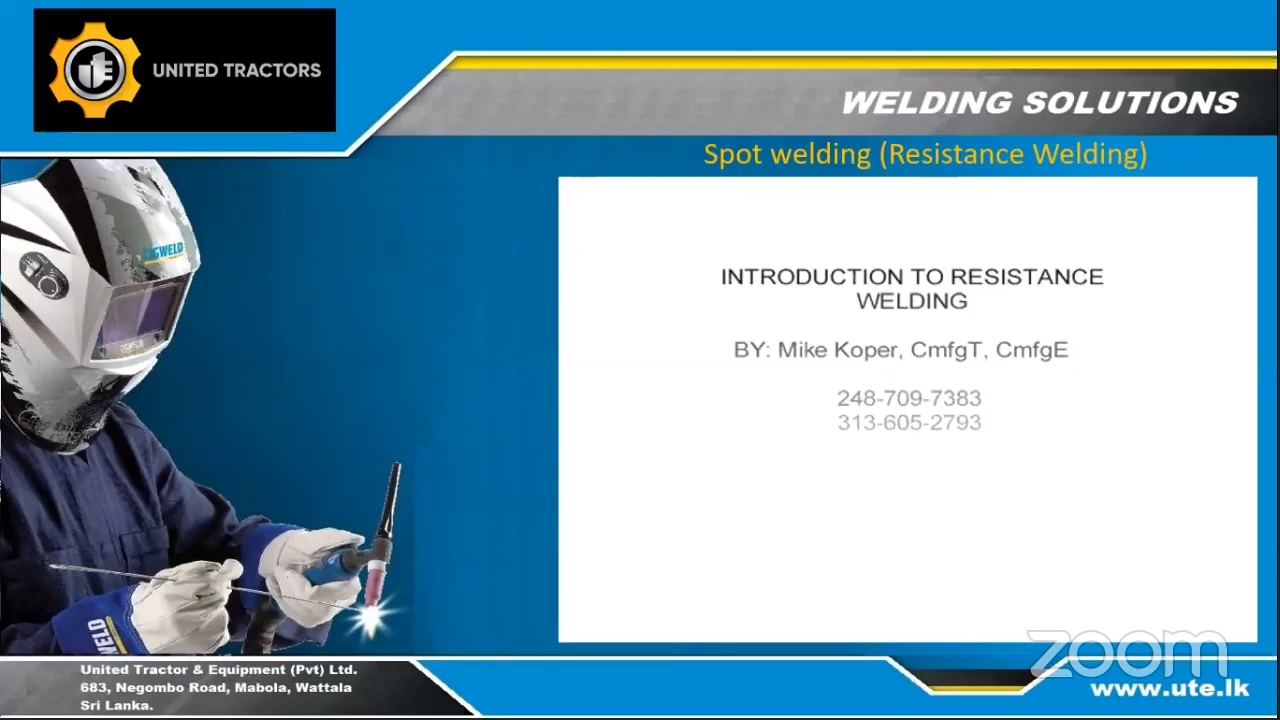 UNITED TRACTORS
WELDING SOLUTIONS
Spot welding (Resistance Welding)
INTRODUCTION TO RESISTANCE
WELDING
BY: Mike Koper, CmfgT, CmfgE
248-709-7383
313-605-2793
WELD
United Tractor & Equipment (Pvt) Ltd.
683, Negombo Road, Mabola, Wattala
Sri Lanka.
zoom
www.ute.lk